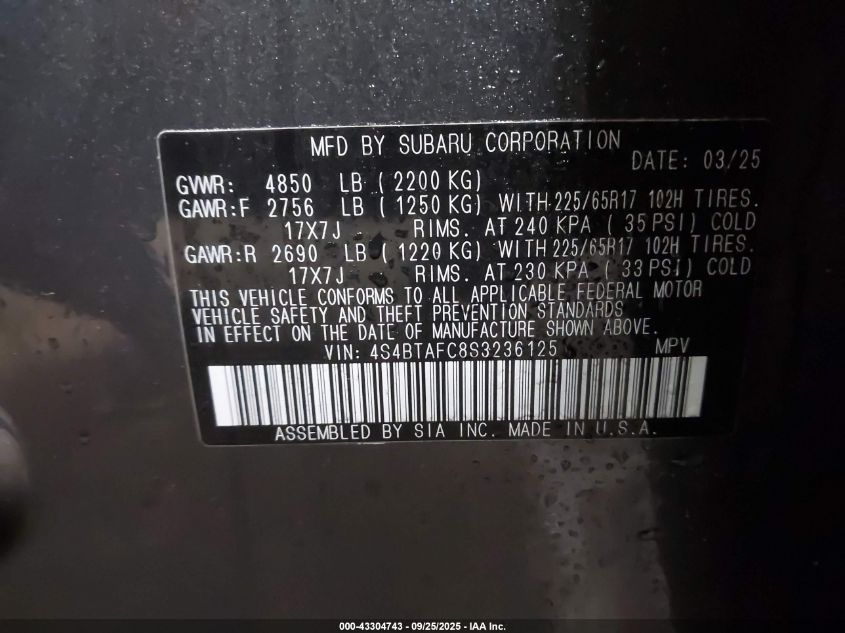 MFD BY SUBARU CORPORATION
DATE: 03/25
GVWR: 4850 LB ( 2200 KG)
GAWR:F 2756 LB ( 1250 KG) WITH 225/65R17 102H TIRES.
17X7J RIMS. AT 240 KPA ( 35 PSI) COLD
GAWR:R 2690 LB ( 1220 KG) WITH 225/65R17 102H TIRES.
17X7J RIMS. AT 230 KPA ( 33 PSI) COLD
THIS VEHICLE CONFORMS TO ALL APPLICABLE FEDERAL MOTOR
VEHICLE SAFETY AND THEFT PREVENTION STANDARDS
IN EFFECT ON THE DATE OF MANUFACTURE SHOWN ABOVE.
VIN: 4S4BTAFC8S3236125 MPV
ASSEMBLED BY SIA INC. MADE IN U.S.A.
000-43304743 - 09/25/2025 - IAA Inc.